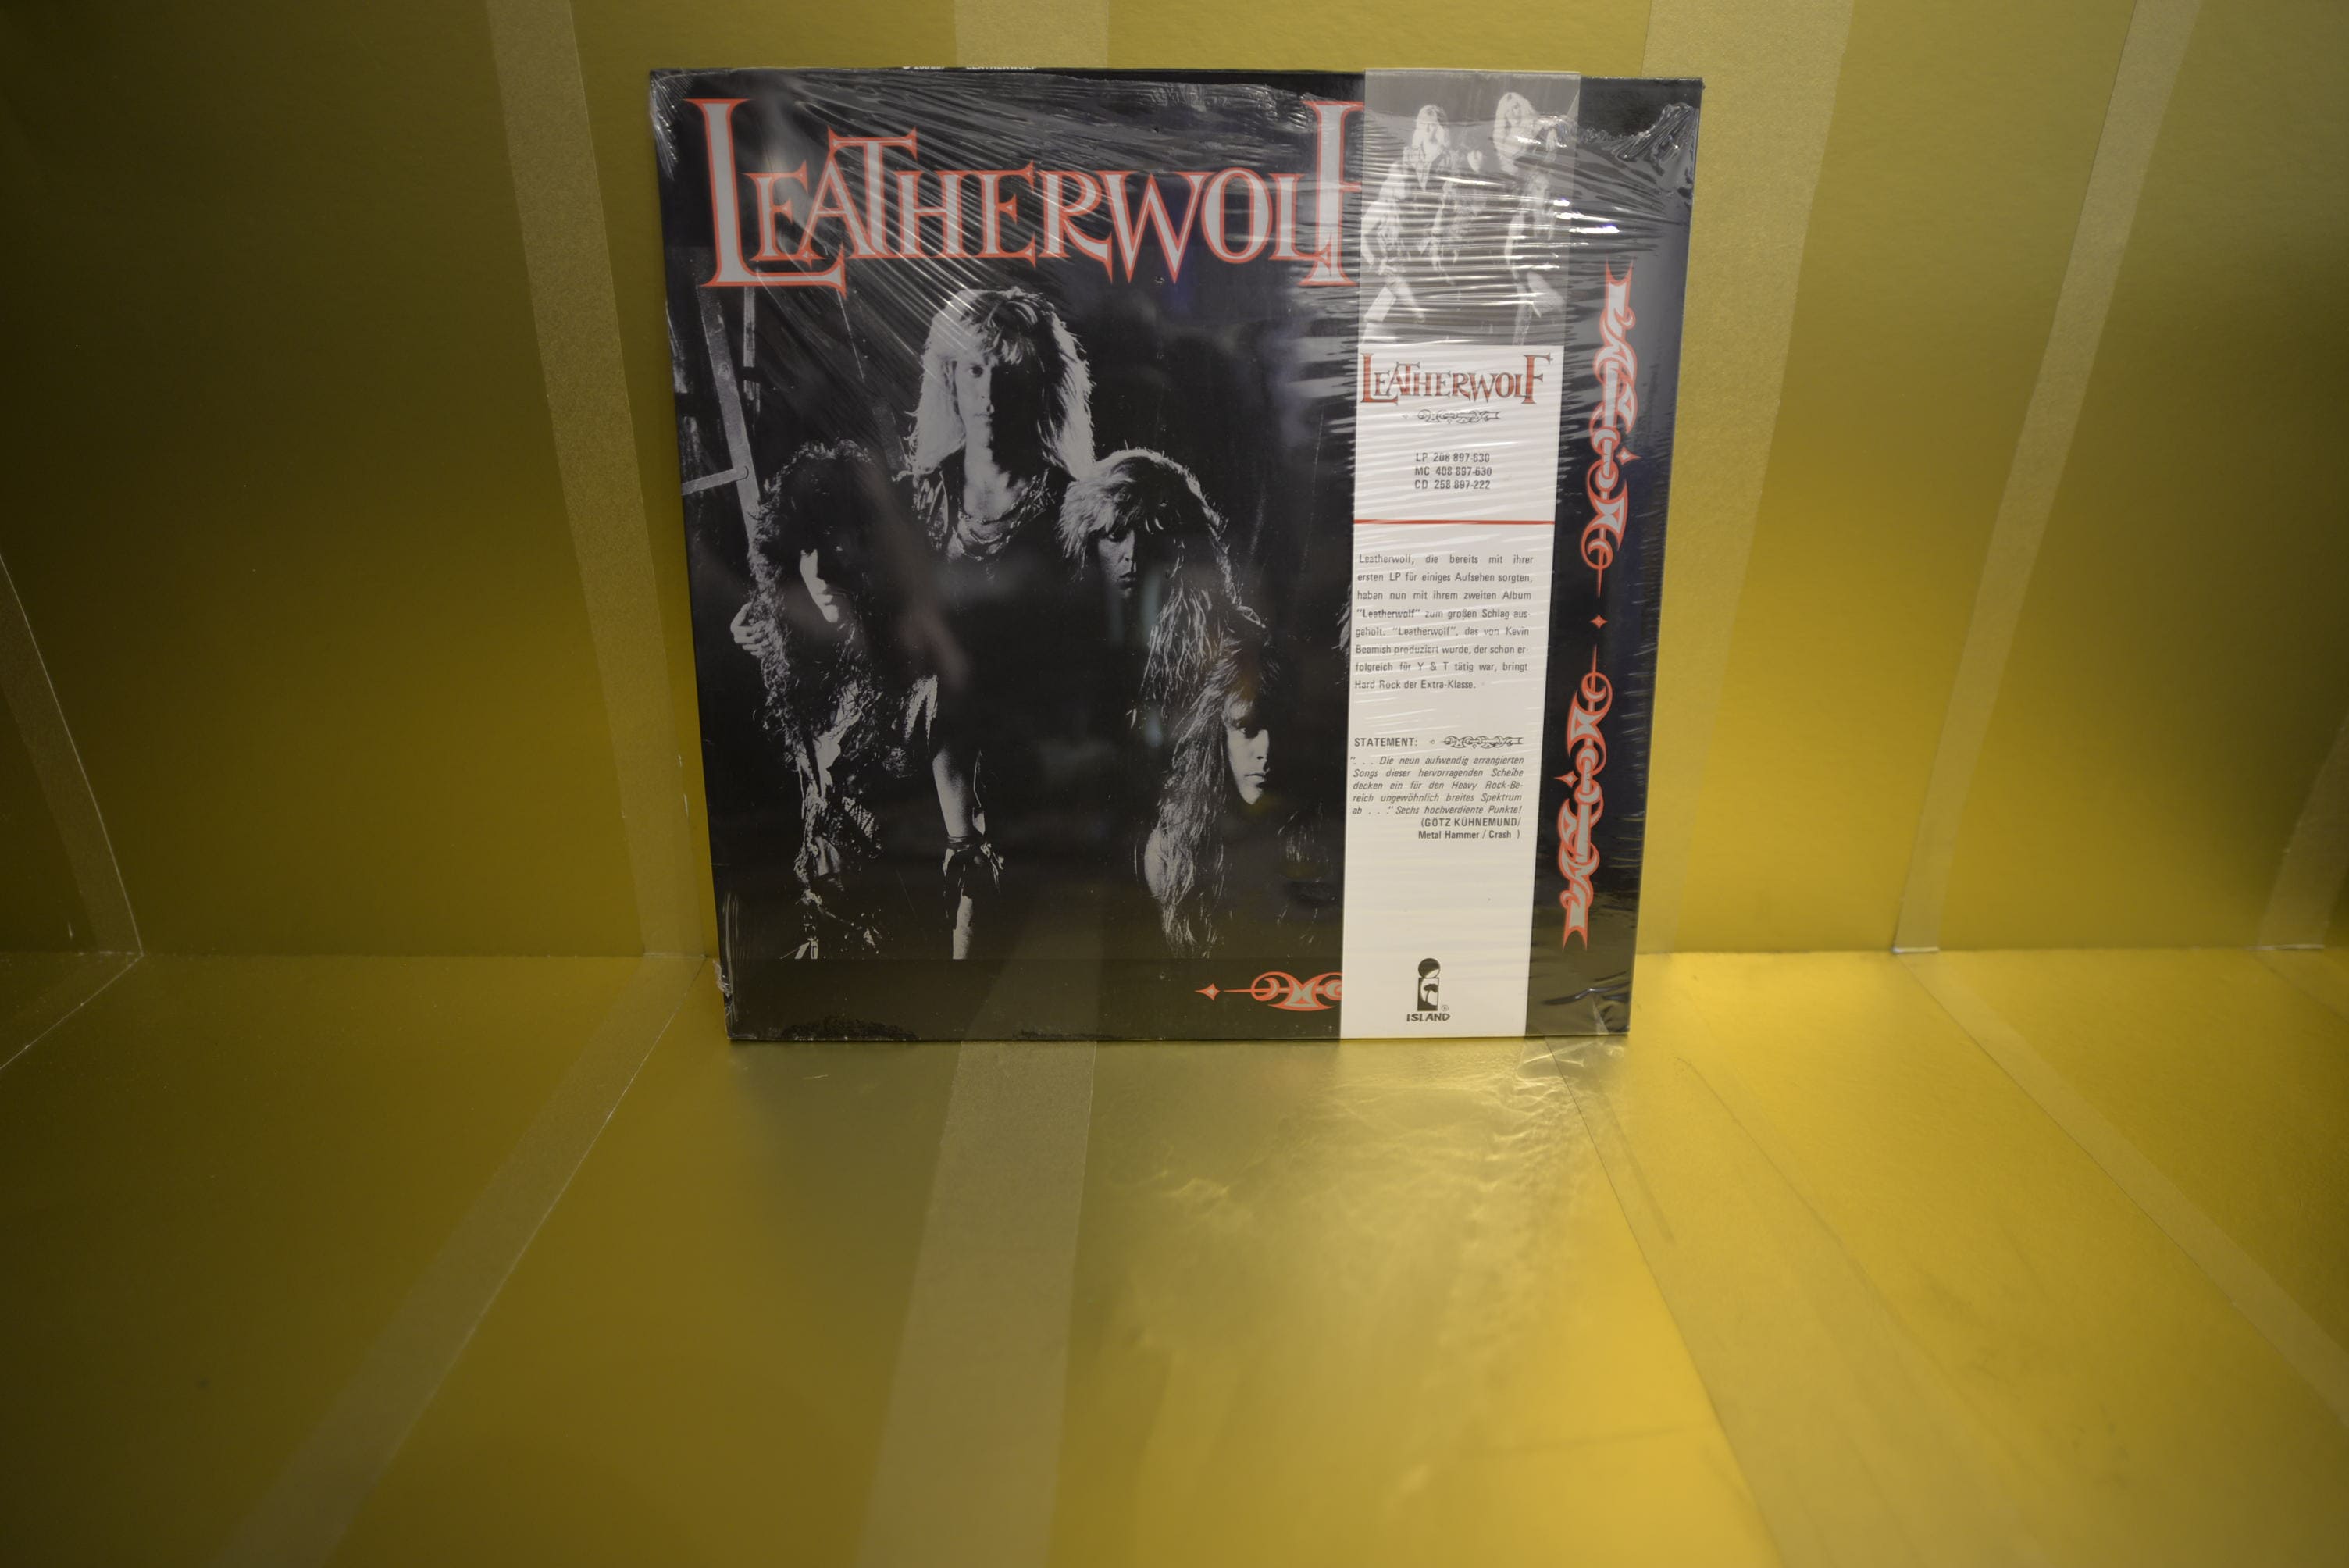 LEATHERWOLF
LEATHERWOLF
LEATHERWOLF
LP 208 897-630
MC 408 897-630
CD 258 897-222
Leatherwolf, die bereits mit ihrer
ersten LP für einiges Aufsehen sorgten,
haben nun mit ihrem zweiten Album
"Leatherwolf" zum großen Schlag aus
geholt. "Leatherwolf", das von Kevin
Beamish produziert wurde, der schon er-
folgreich für Y & T tätig war, bringt
Hard Rock der Extra-Klasse.
STATEMENT:
". . . Die neun aufwendig arrangierten
Songs dieser hervorragenden Scheibe
decken ein für den Heavy Rock-Be-
reich ungewöhnlich breites Spektrum
ab . . ." Sechs hochverdiente Punkte!
(GÖTZ KÜHNEMUND/
Metal Hammer / Crash )
®
ISLAND